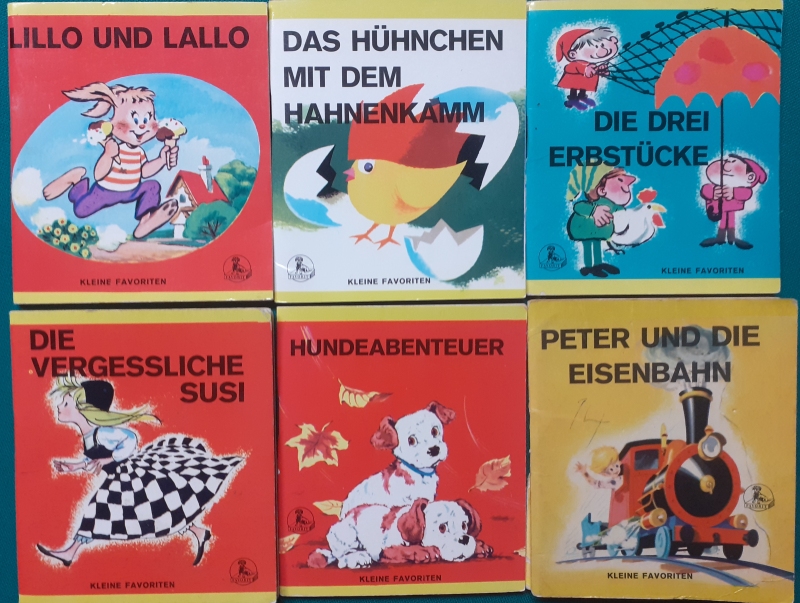 LILLO UND LALLO
KLEINE FAVORITEN
DAS HÜHNCHEN
MIT DEM
HAHNENKAMM
KLEINE FAVORITEN
DIE DREI
ERBSTÜCKE
KLEINE FAVORITEN
DIE
VERGESSLICHE
SUSI
KLEINE FAVORITEN
HUNDEABENTEUER
KLEINE FAVORITEN
PETER UND DIE
EISENBAHN
KLEINE FAVORITEN